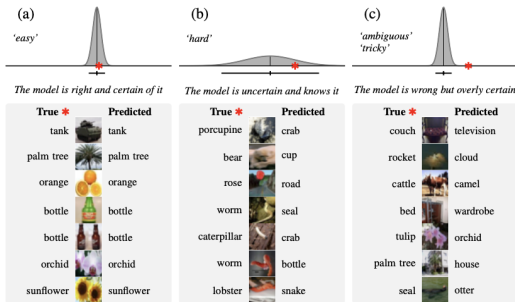 (a)
'easy'
The model is right and certain of it
True * Predicted
tank tank
palm tree palm tree
orange orange
bottle bottle
bottle bottle
orchid orchid
sunflower sunflower
(b)
'hard'
The model is uncertain and knows it
True * Predicted
porcupine crab
bear cup
rose road
worm seal
caterpillar crab
worm bottle
lobster snake
(c)
'ambiguous'
'tricky'
The model is wrong but overly certain
True * Predicted
couch television
rocket cloud
cattle camel
bed wardrobe
tulip orchid
palm tree house
seal otter